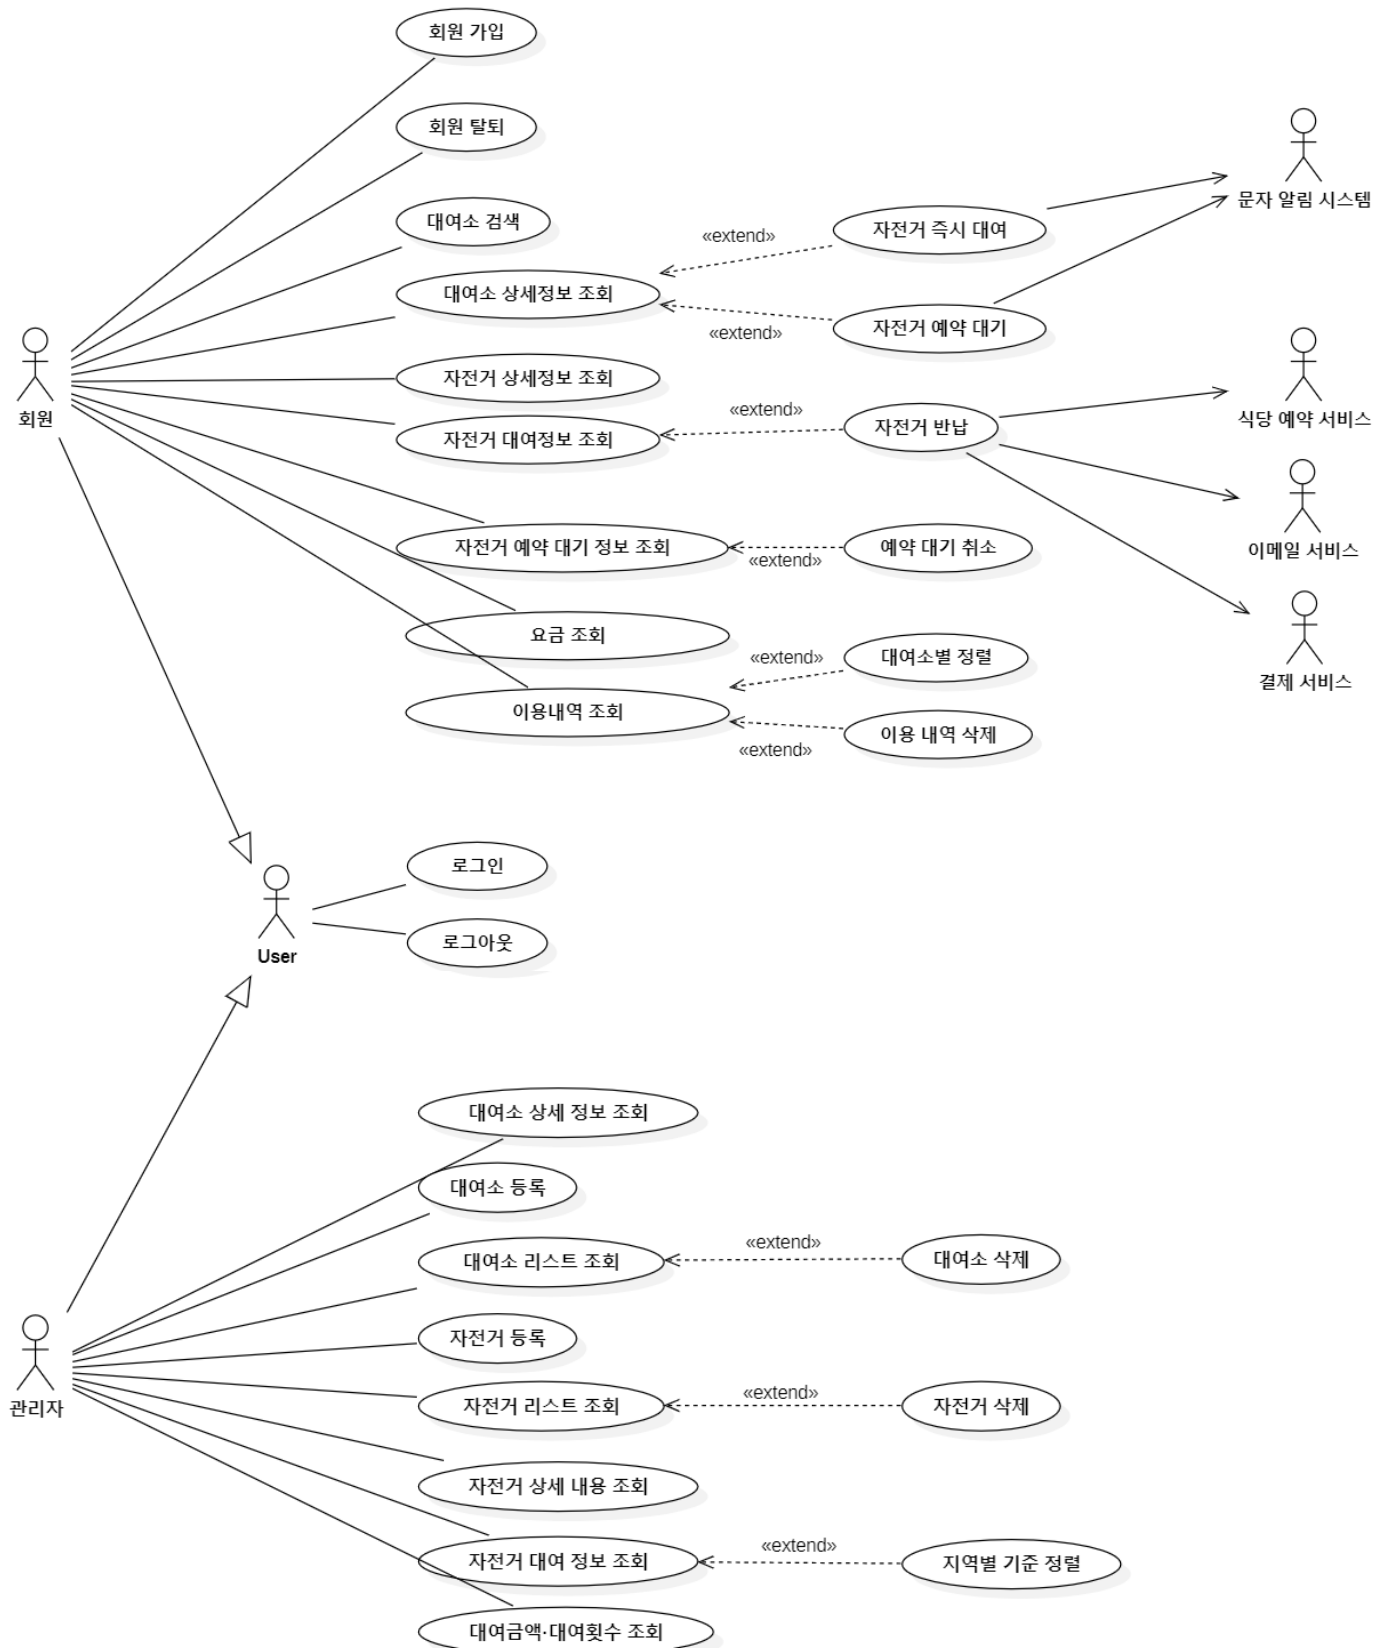 회원 가입
회원 탈퇴
문자 알림 시스템
대여소 검색
«extend»
자전거 즉시 대여
대여소 상세정보 조회
«extend»
자전거 예약 대기
자전거 상세정보 조회
회원
식당 예약 서비스
«extend»
자전거 대여정보 조회
자전거 반납
자전거 예약 대기 정보 조회
«extend»
예약 대기 취소
이메일 서비스
요금 조회
«extend»
대여소별 정렬
결제 서비스
이용내역 조회
«extend»
이용 내역 삭제
로그인
로그아웃
User
대여소 상세 정보 조회
대여소 등록
대여소 리스트 조회
«extend»
대여소 삭제
자전거 등록
관리자
자전거 리스트 조회
«extend»
자전거 삭제
자전거 상세 내용 조회
자전거 대여 정보 조회
«extend»
지역별 기준 정렬
대여금액·대여횟수 조회